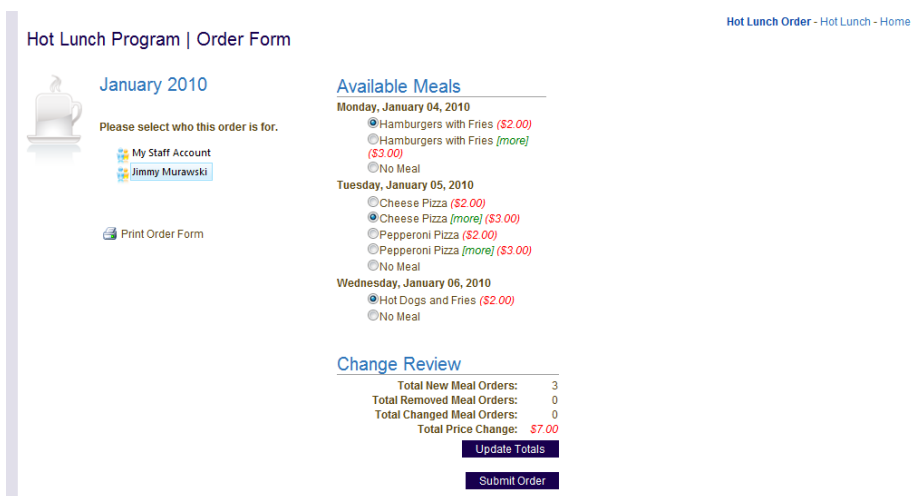 Hot Lunch Order - Hot Lunch - Home
Hot Lunch Program | Order Form
January 2010
Please select who this order is for.
My Staff Account
Jimmy Murawski
Print Order Form
Available Meals
Monday, January 04, 2010
Hamburgers with Fries ($2.00)
Hamburgers with Fries [more]
($3.00)
No Meal
Tuesday, January 05, 2010
Cheese Pizza ($2.00)
Cheese Pizza [more] ($3.00)
Pepperoni Pizza ($2.00)
Pepperoni Pizza [more] ($3.00)
No Meal
Wednesday, January 06, 2010
Hot Dogs and Fries ($2.00)
No Meal
Change Review
Total New Meal Orders: 3
Total Removed Meal Orders: 0
Total Changed Meal Orders: 0
Total Price Change: $7.00
Update Totals
Submit Order